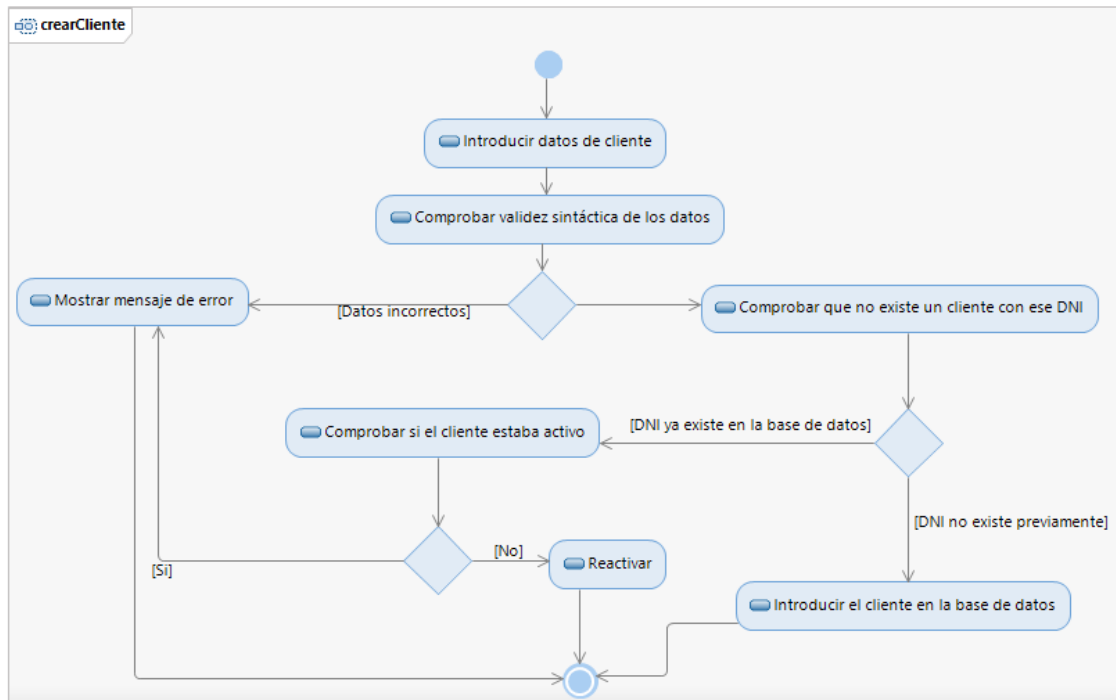 crearCliente
Introducir datos de cliente
Comprobar validez sintáctica de los datos
Mostrar mensaje de error
[Datos incorrectos]
Comprobar que no existe un cliente con ese DNI
Comprobar si el cliente estaba activo
[DNI ya existe en la base de datos]
[DNI no existe previamente]
[Si]
[No]
Reactivar
Introducir el cliente en la base de datos